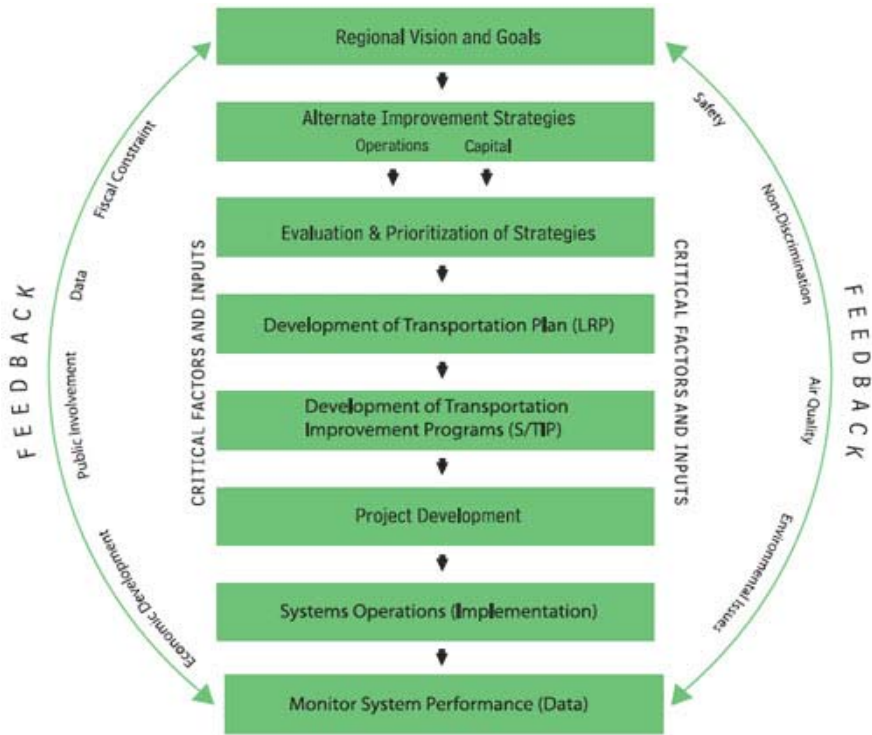 Regional Vision and Goals
Alternate Improvement Strategies
Operations Capital
Evaluation & Prioritization of Strategies
Development of Transportation Plan (LRP)
Development of Transportation
Improvement Programs (S/TIP)
Project Development
Systems Operations (Implementation)
Monitor System Performance (Data)
FEEDBACK
Fiscal Constraint
Data
Public Involvement
Economic Development
CRITICAL FACTORS AND INPUTS
CRITICAL FACTORS AND INPUTS
Safety
Non-Discrimination
Air Quality
Environmental Issues
FEEDBACK